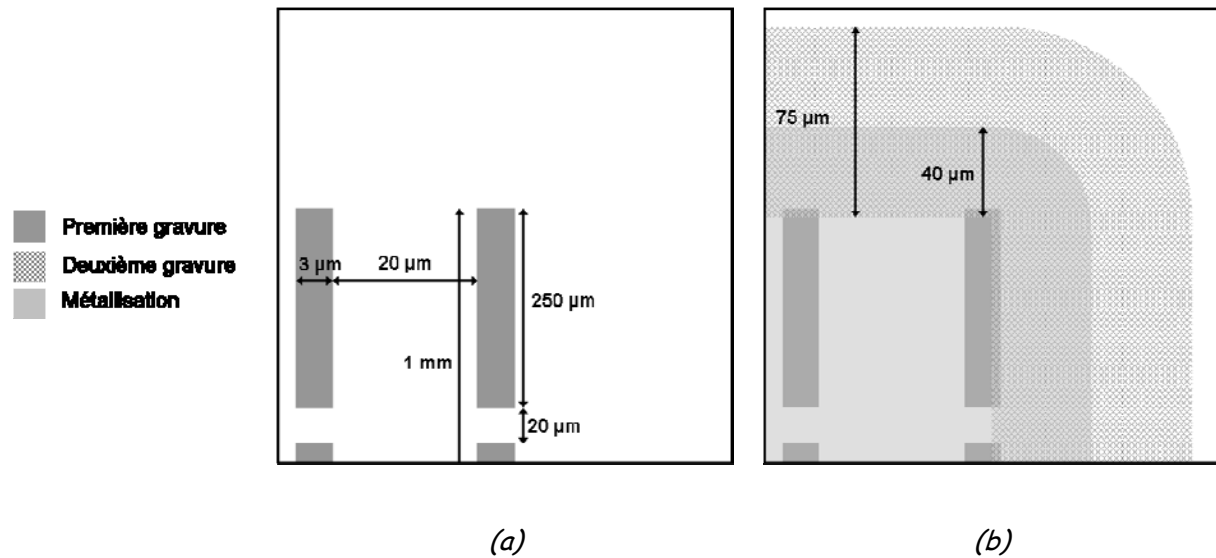 Première gravure
Deuxième gravure
Métallisation
3 µm
20 µm
250 µm
1 mm
20 µm
75 µm
40 µm
(a)
(b)